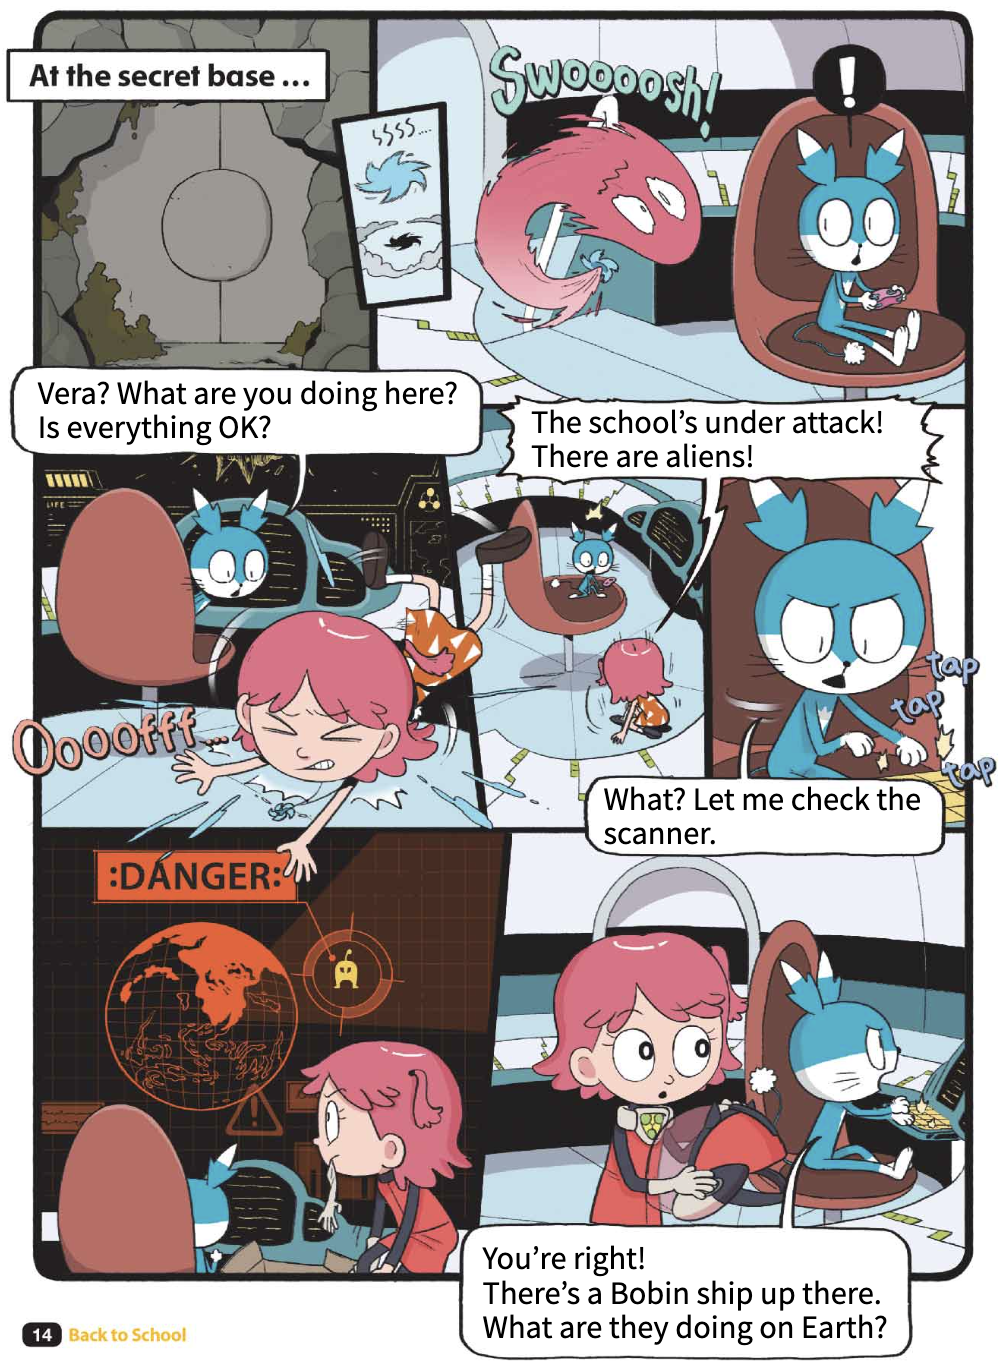 At the secret base ...
ssss....
Swoooosh!
!
Vera? What are you doing here?
Is everything OK?
The school's under attack!
There are aliens!
LIFE
Oooofff...
tap
tap
tap
What? Let me check the
scanner.
:DANGER:
You're right!
There's a Bobin ship up there.
What are they doing on Earth?
14 Back to School